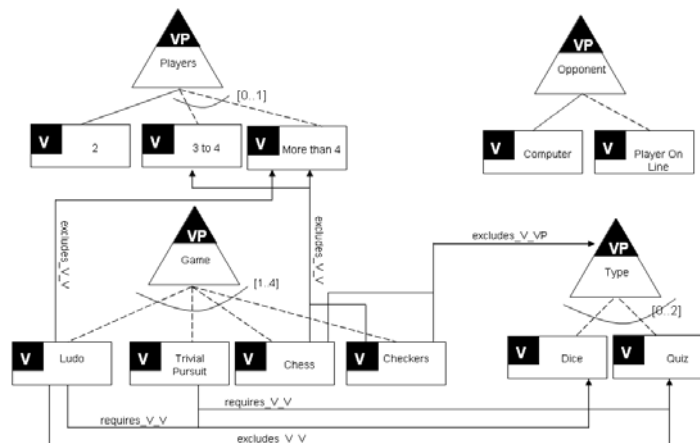 VP
Players
[0..1]
V
2
V
3 to 4
V
More than 4
VP
Opponent
V
Computer
V
Player On
Line
excludes_V_V
excludes_V_V
excludes_V_VP
VP
Game
[1..4]
VP
Type
[0..2]
V
Ludo
V
Trivial
Pursuit
V
Chess
V
Checkers
V
Dice
V
Quiz
requires_V_V
requires_V_V
excludes_V_V